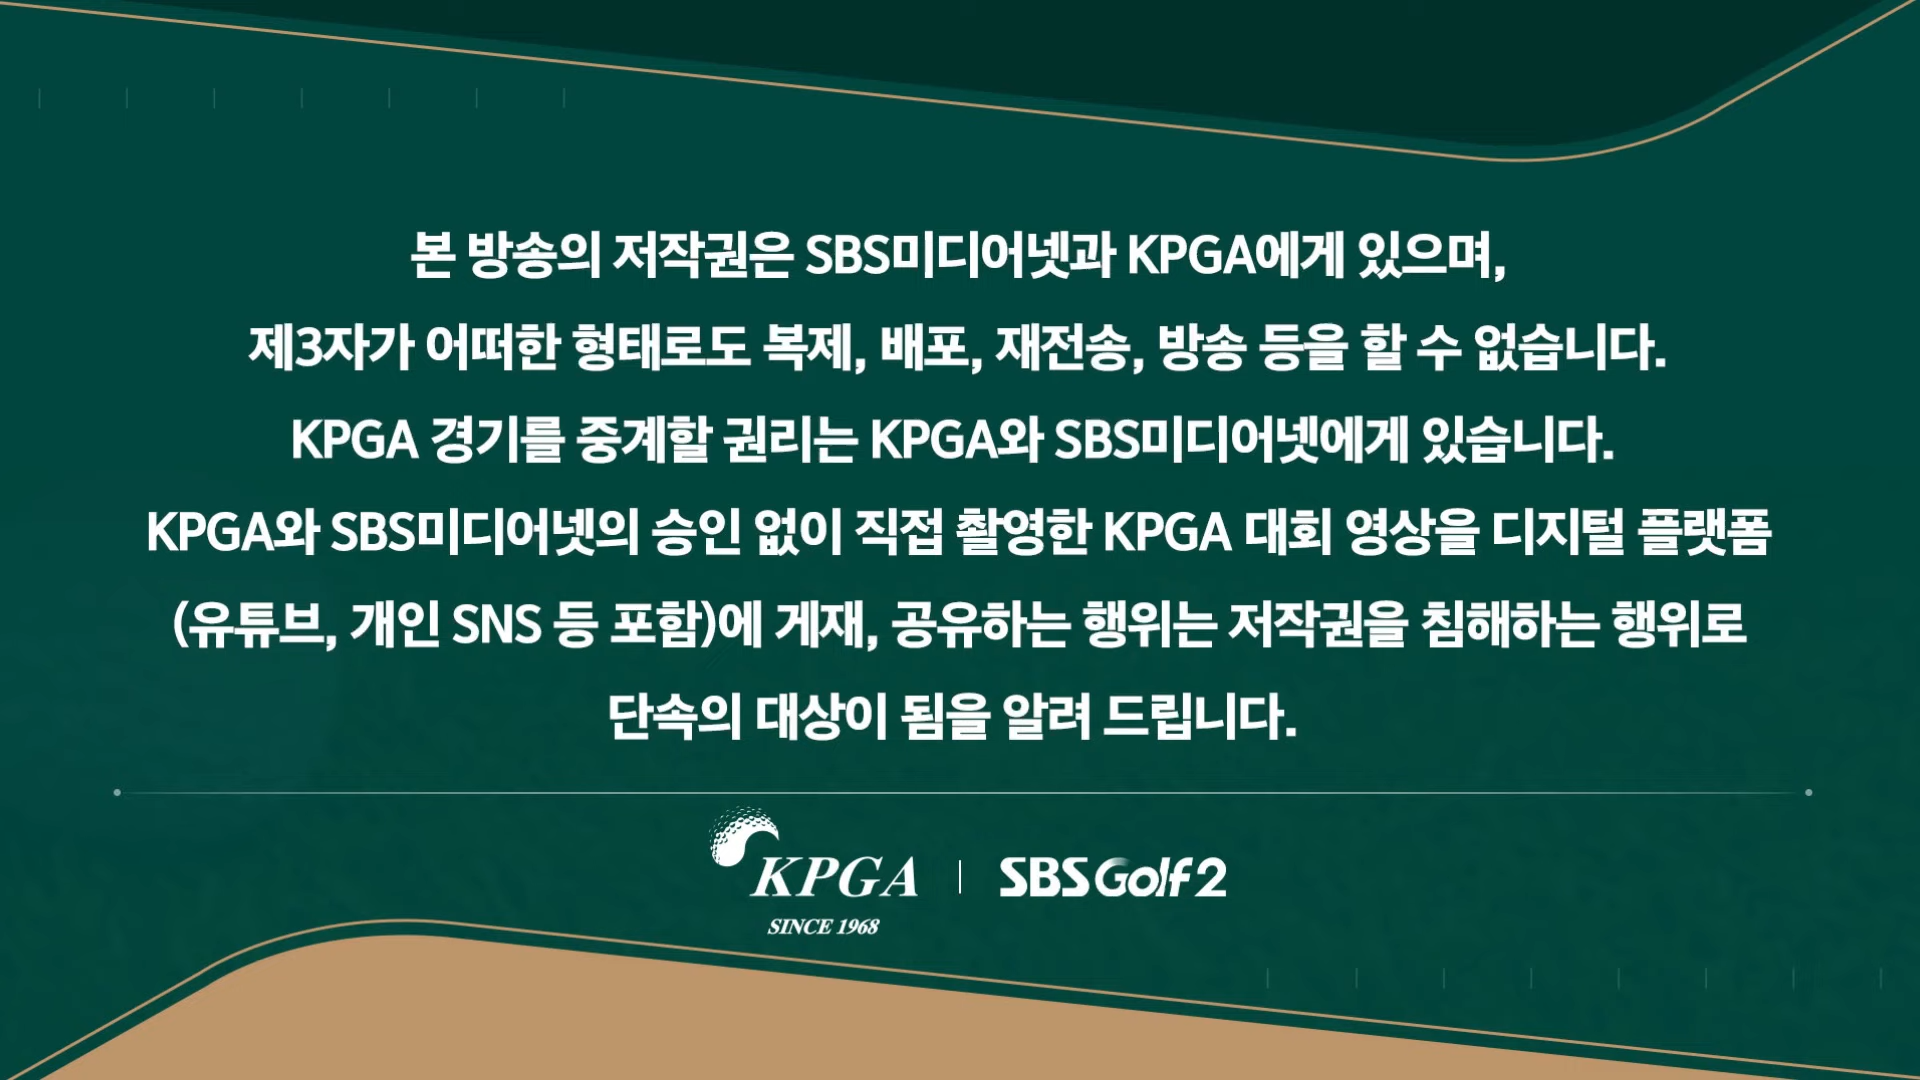 본 방송의 저작권은 SBS미디어넷과 KPGA에게 있으며,
제3자가 어떠한 형태로도 복제, 배포, 재전송, 방송 등을 할 수 없습니다.
KPGA 경기를 중계할 권리는 KPGA와 SBS미디어넷에게 있습니다.
KPGA와 SBS미디어넷의 승인 없이 직접 촬영한 KPGA 대회 영상을 디지털 플랫폼
(유튜브, 개인 SNS 등 포함)에 게재, 공유하는 행위는 저작권을 침해하는 행위로
단속의 대상이 됨을 알려 드립니다.
KPGA
SINCE 1968
SBS Golf 2